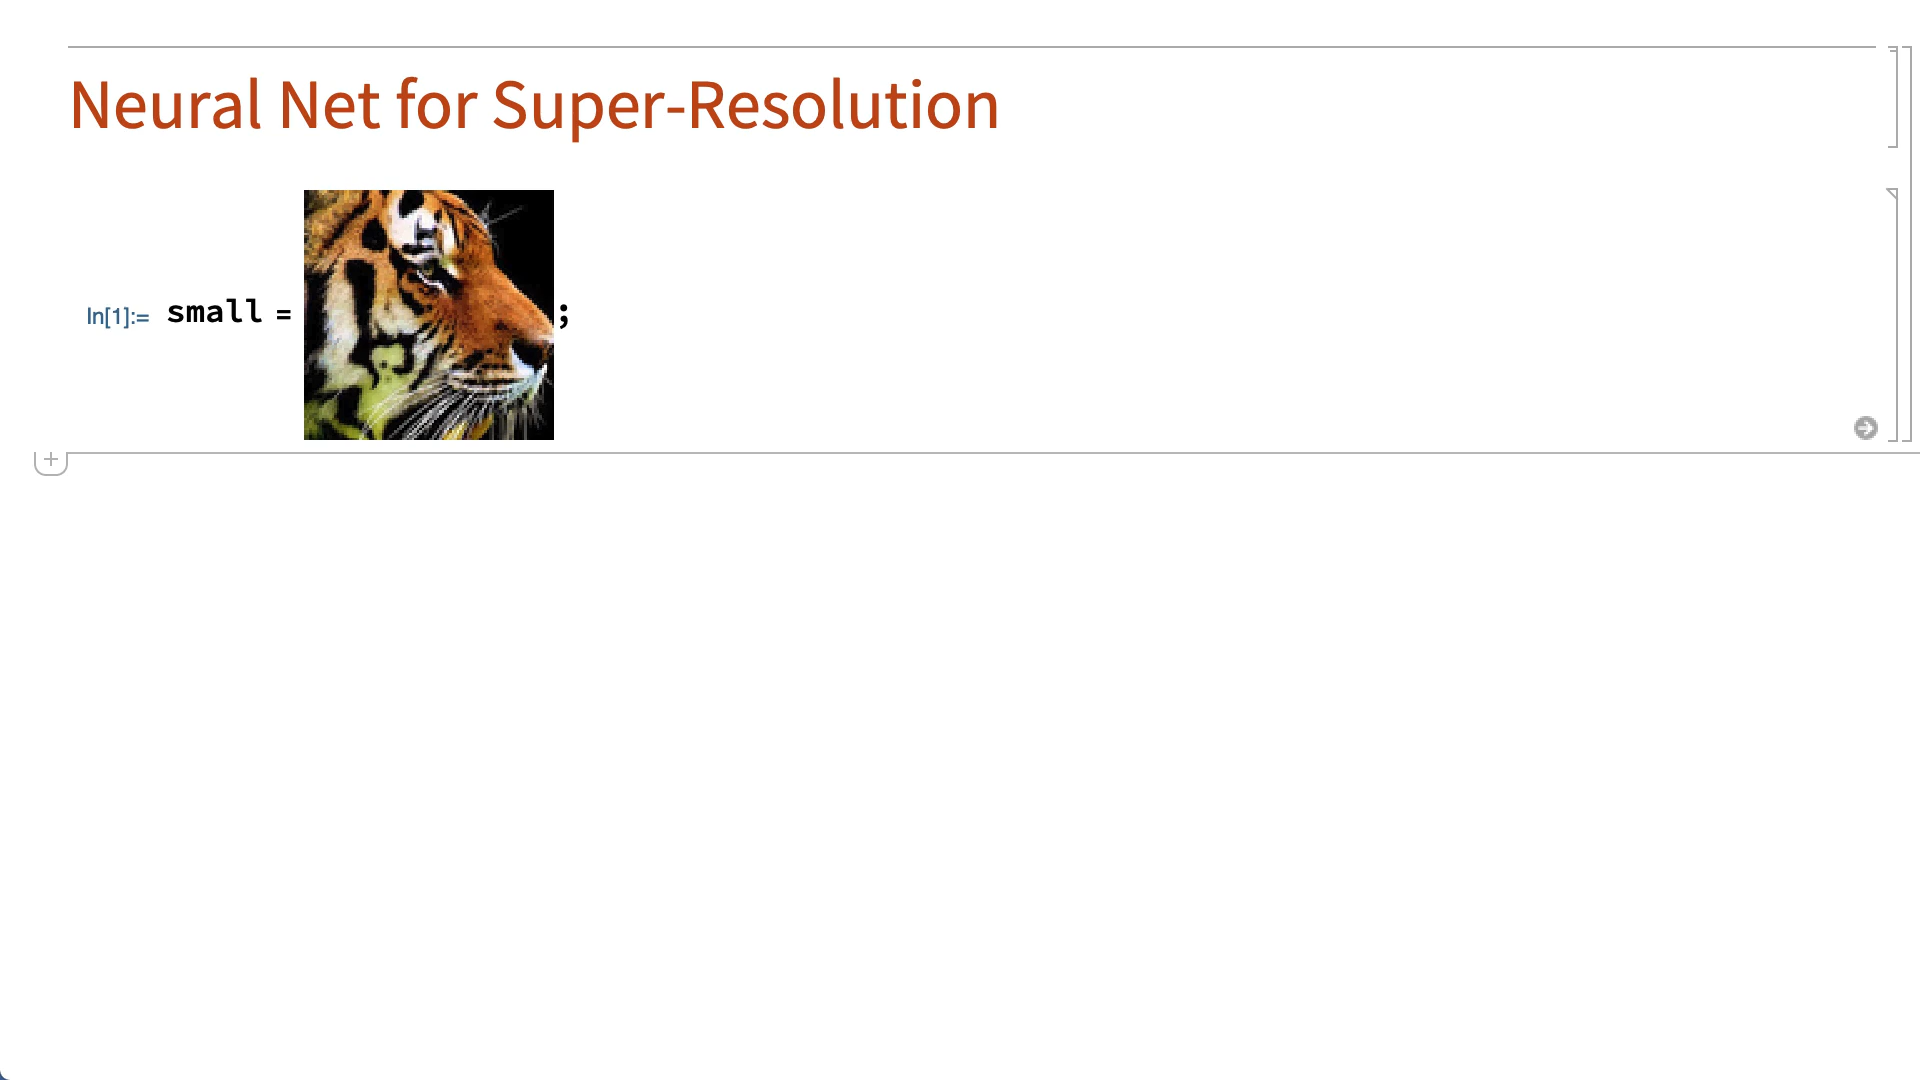 Neural Net for Super-Resolution
In[1]:= small = ;